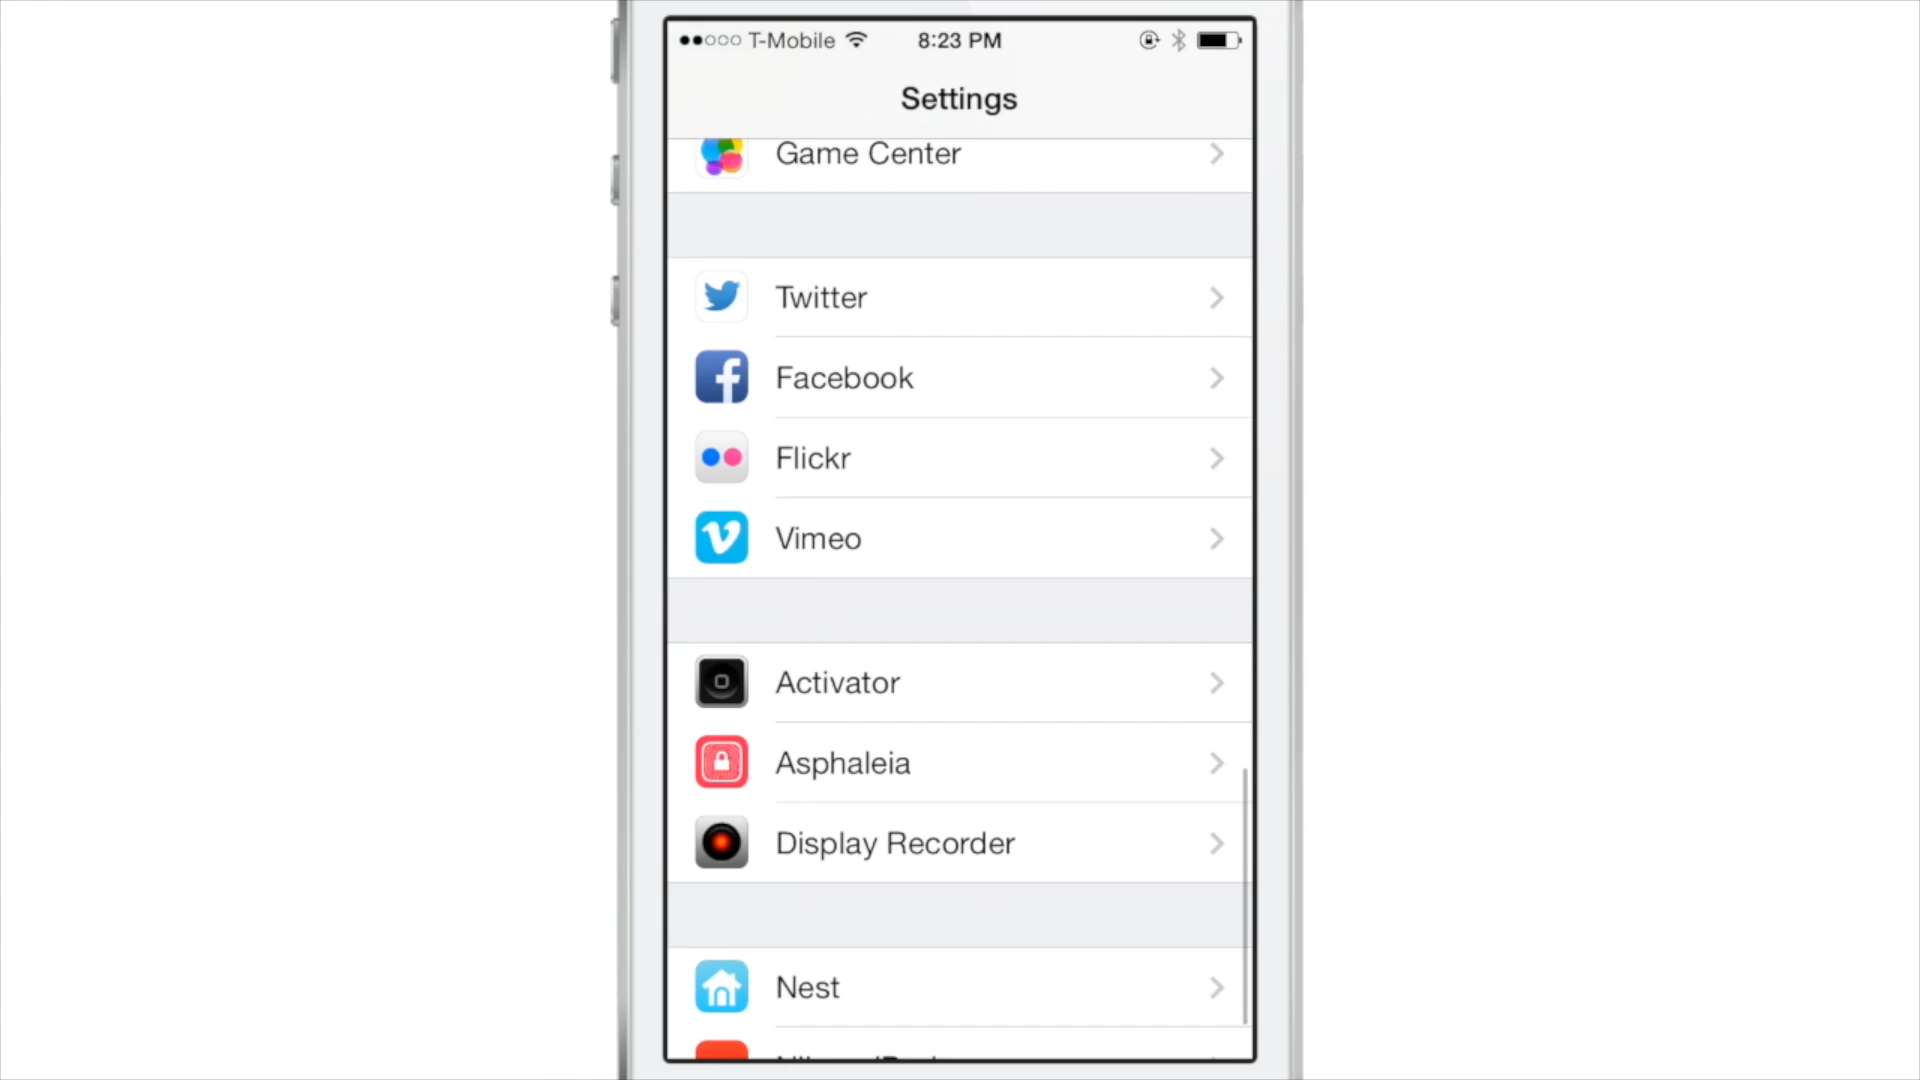 T-Mobile 8:23 PM
Settings
Game Center
Twitter
Facebook
Flickr
Vimeo
Activator
Asphaleia
Display Recorder
Nest